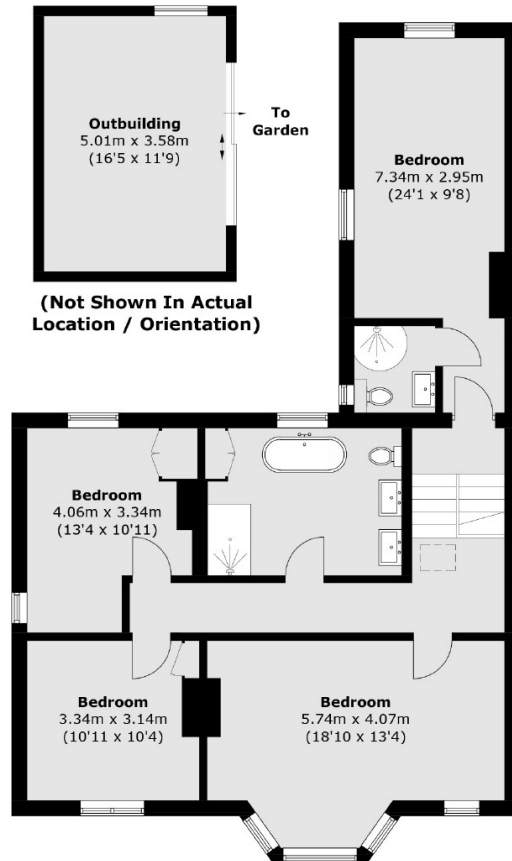 Outbuilding
5.01m x 3.58m
(16'5 x 11'9)
To
Garden
(Not Shown In Actual
Location / Orientation)
Bedroom
7.34m x 2.95m
(24'1 x 9'8)
Bedroom
4.06m x 3.34m
(13'4 x 10'11)
Bedroom
3.34m x 3.14m
(10'11 x 10'4)
Bedroom
5.74m x 4.07m
(18'10 x 13'4)